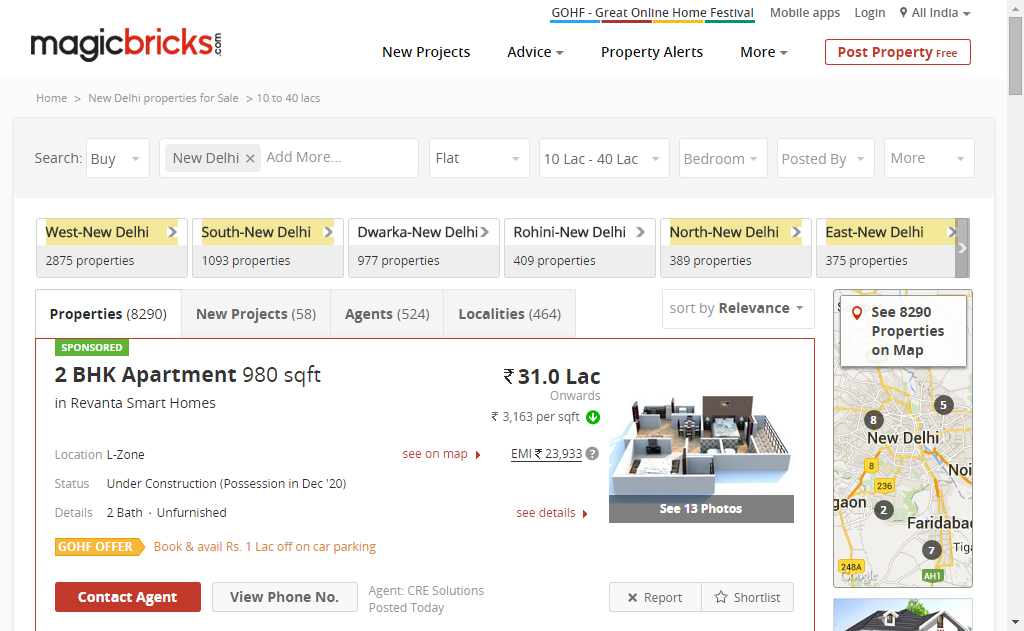 GOHF - Great Online Home Festival Mobile apps Login All India
magicbricks.com
New Projects Advice Property Alerts More Post Property Free
Home > New Delhi properties for Sale > 10 to 40 lacs
Search: Buy New Delhi × Add More... Flat 10 Lac - 40 Lac Bedroom Posted By More
West-New Delhi South-New Delhi Dwarka-New Delhi Rohini-New Delhi North-New Delhi East-New Delhi
2875 properties 1093 properties 977 properties 409 properties 389 properties 375 properties
Properties (8290) New Projects (58) Agents (524) Localities (464) sort by Relevance
SPONSORED
2 BHK Apartment 980 sqft
in Revanta Smart Homes
₹ 31.0 Lac
Onwards
₹ 3,163 per sqft
Location L-Zone see on map EMI ₹ 23,933 ?
Status Under Construction (Possession in Dec '20)
Details 2 Bath · Unfurnished see details
See 13 Photos
GOHF OFFER Book & avail Rs. 1 Lac off on car parking
Contact Agent View Phone No. Agent: CRE Solutions
Posted Today
× Report Shortlist
See 8290
Properties
on Map
5
8
New Delhi
8
Noi
236
gaon
2
Faridabad
7
Tiga
248A
Google
AH1